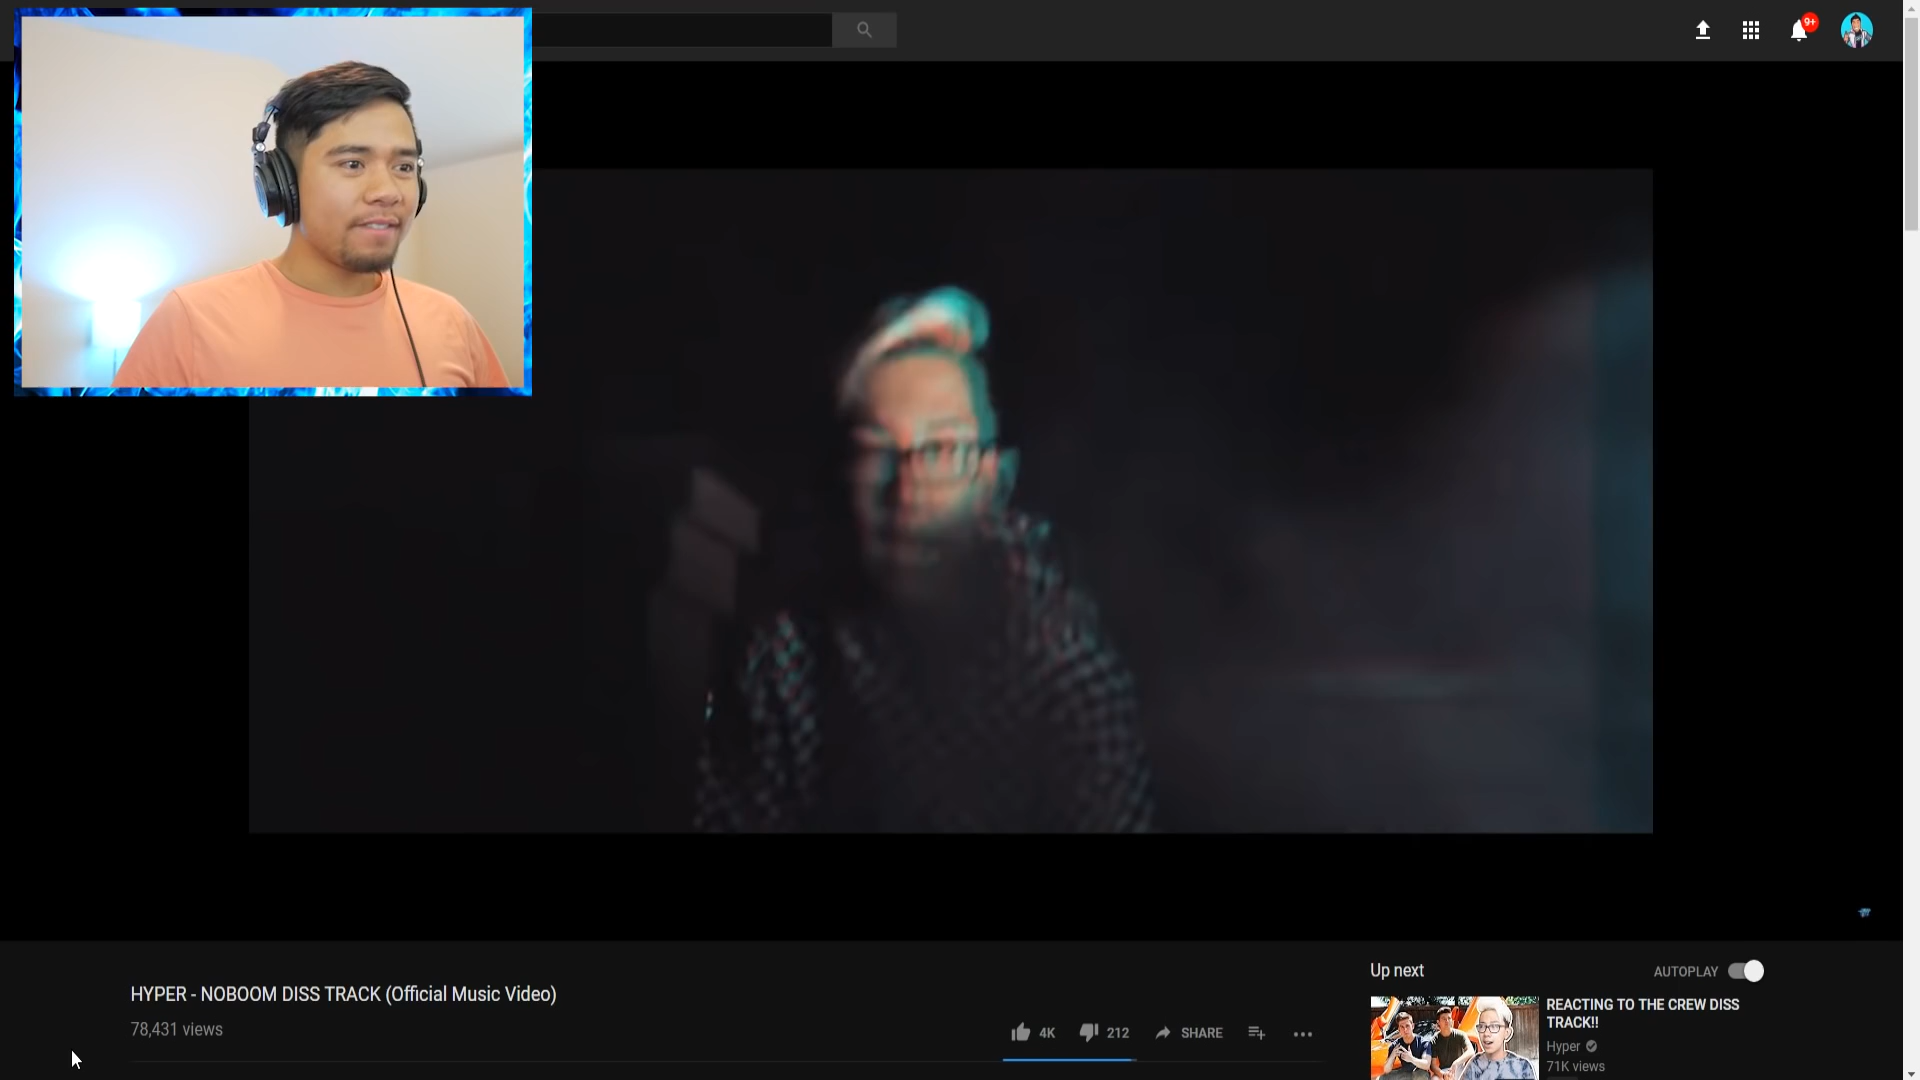 9+
HYPER - NOBOOM DISS TRACK (Official Music Video)
78,431 views
4K
212
SHARE
Up next
AUTOPLAY
REACTING TO THE CREW DISS
TRACK!!
Hyper
71K views